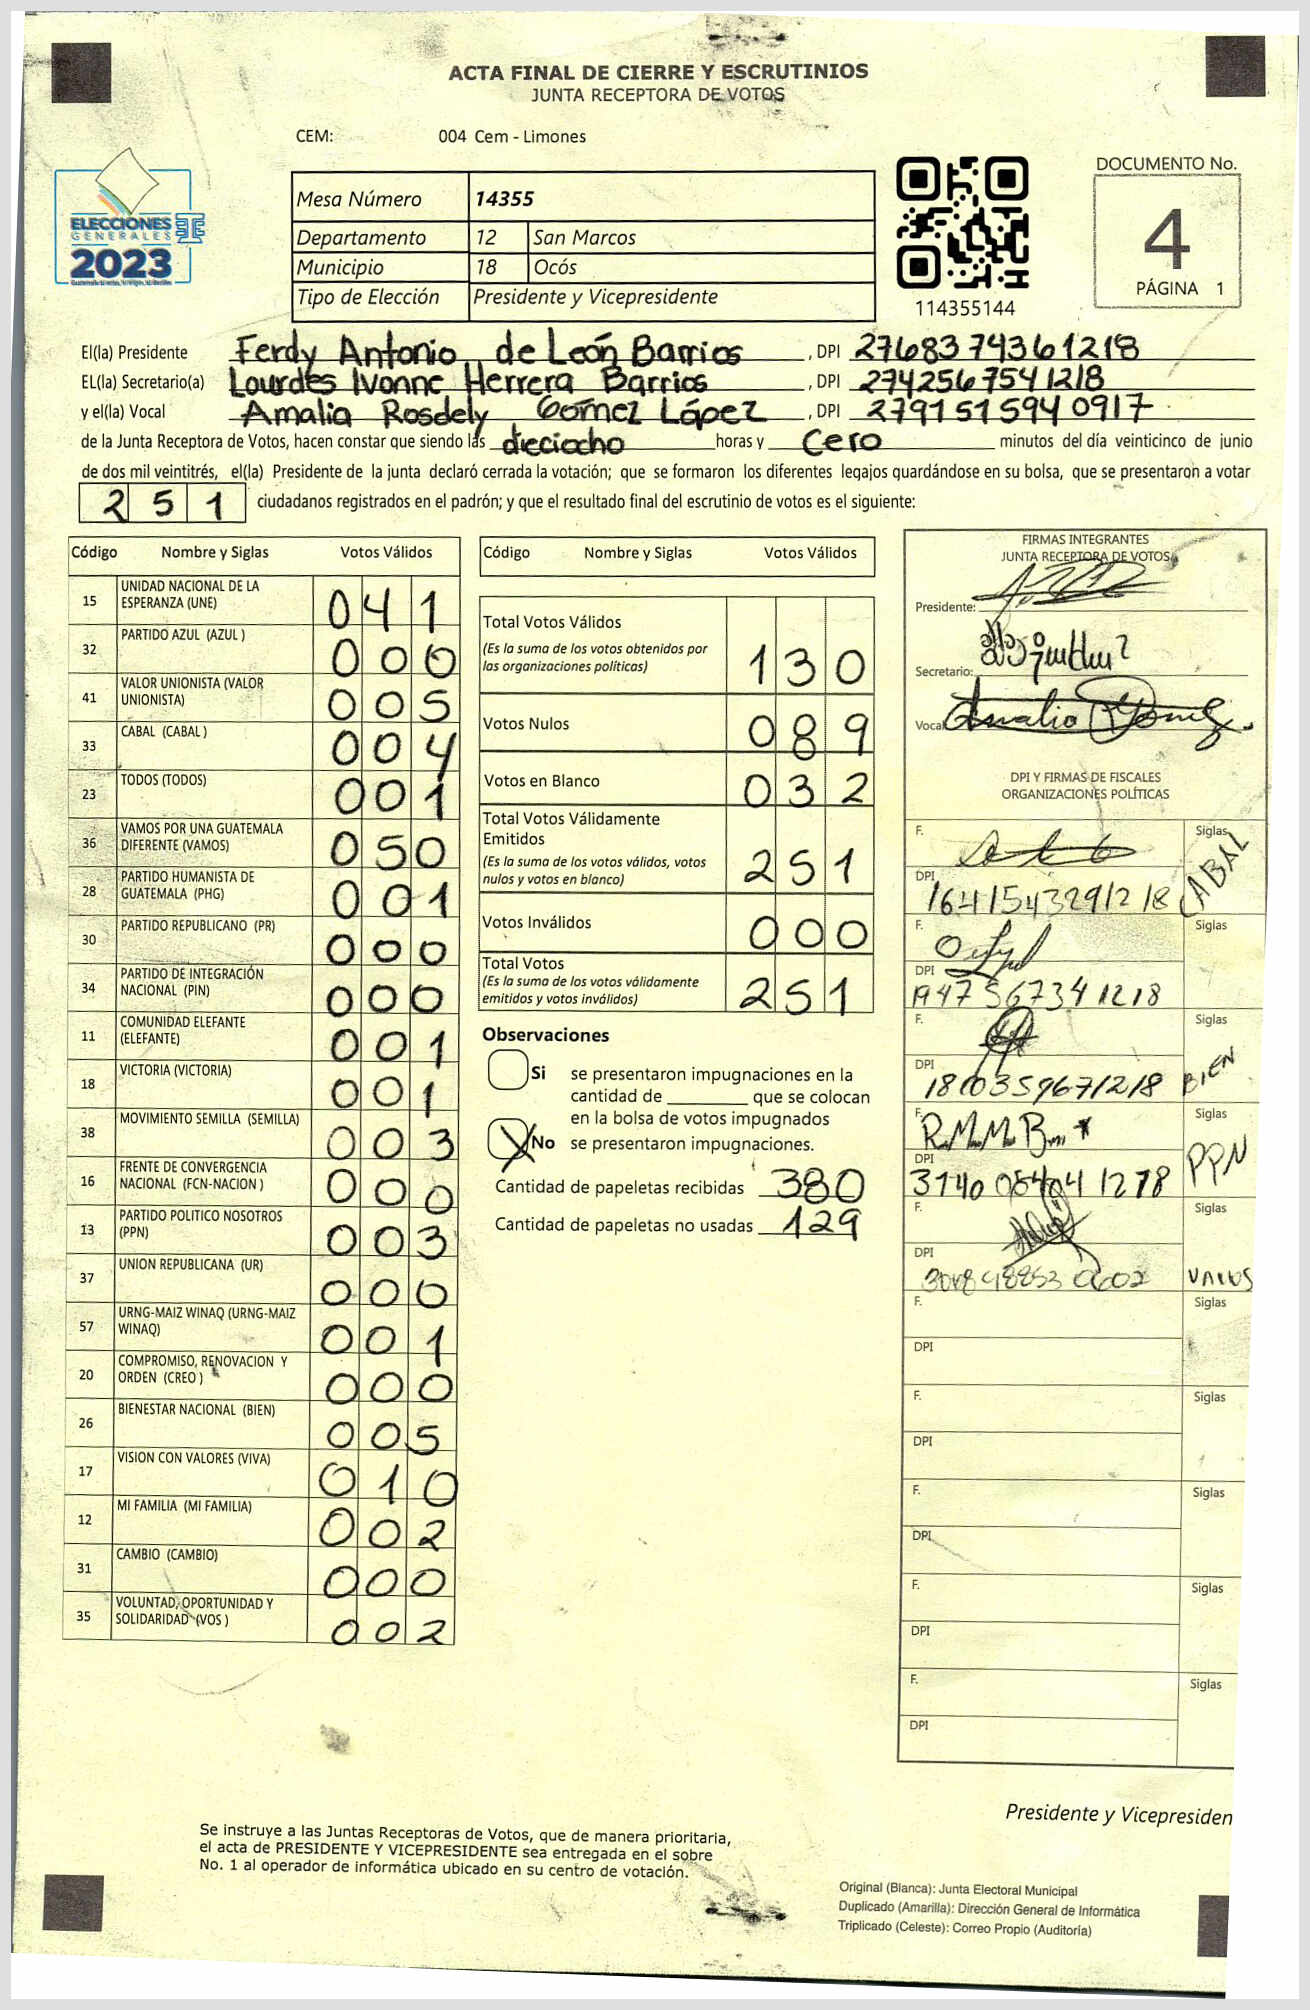 ACTA FINAL DE CIERRE Y ESCRUTINIOS
JUNTA RECEPTORA DE VOTOS
CEM: 004 Cem - Limones
ELECCIONES
GENERALES
2023
Mesa Número 14355
Departamento 12 San Marcos
Municipio 18 Ocós
Tipo de Elección Presidente y Vicepresidente
114355144
DOCUMENTO No.
4
PÁGINA 1
El(la) Presidente Ferdy Antonio de León Barrios, DPI 2768374361218
EL(la) Secretario(a) Lourdes Ivonne Herrera Barrios, DPI 2742567541218
y el(la) Vocal Amalia Rosdely Gómez López, DPI 2791515940917
de la Junta Receptora de Votos, hacen constar que siendo las dieciocho horas y Cero minutos del día veinticinco de junio
de dos mil veintitrés, el(la) Presidente de la junta declaró cerrada la votación; que se formaron los diferentes legajos guardándose en su bolsa, que se presentaron a votar
251 ciudadanos registrados en el padrón; y que el resultado final del escrutinio de votos es el siguiente:
Código Nombre y Siglas Votos Válidos
15 UNIDAD NACIONAL DE LA ESPERANZA (UNE) 041
32 PARTIDO AZUL (AZUL ) 000
41 VALOR UNIONISTA (VALOR UNIONISTA) 005
33 CABAL (CABAL ) 004
23 TODOS (TODOS) 001
36 VAMOS POR UNA GUATEMALA DIFERENTE (VAMOS) 050
28 PARTIDO HUMANISTA DE GUATEMALA (PHG) 001
30 PARTIDO REPUBLICANO (PR) 000
34 PARTIDO DE INTEGRACIÓN NACIONAL (PIN) 000
11 COMUNIDAD ELEFANTE (ELEFANTE) 001
18 VICTORIA (VICTORIA) 001
38 MOVIMIENTO SEMILLA (SEMILLA) 003
16 FRENTE DE CONVERGENCIA NACIONAL (FCN-NACION ) 000
13 PARTIDO POLITICO NOSOTROS (PPN) 003
37 UNION REPUBLICANA (UR) 000
57 URNG-MAIZ WINAQ (URNG-MAIZ WINAQ) 001
20 COMPROMISO, RENOVACION Y ORDEN (CREO ) 000
26 BIENESTAR NACIONAL (BIEN) 005
17 VISION CON VALORES (VIVA) 010
12 MI FAMILIA (MI FAMILIA) 002
31 CAMBIO (CAMBIO) 000
35 VOLUNTAD, OPORTUNIDAD Y SOLIDARIDAD (VOS ) 002
Código Nombre y Siglas Votos Válidos
Total Votos Válidos 130
(Es la suma de los votos obtenidos por
las organizaciones políticas)
Votos Nulos 089
Votos en Blanco 032
Total Votos Válidamente
Emitidos 251
(Es la suma de los votos válidos, votos
nulos y votos en blanco)
Votos Inválidos 000
Total Votos 251
(Es la suma de los votos válidamente
emitidos y votos inválidos)
Observaciones
Si se presentaron impugnaciones en la
cantidad de ________ que se colocan
en la bolsa de votos impugnados
X No se presentaron impugnaciones.
Cantidad de papeletas recibidas 380
Cantidad de papeletas no usadas 129
FIRMAS INTEGRANTES
JUNTA RECEPTORA DE VOTOS
Presidente:
Secretario:
Vocal
DPI Y FIRMAS DE FISCALES
ORGANIZACIONES POLÍTICAS
F. Siglas CABAL
DPI 1641543291218
F. Siglas
DPI 1947567341218
F. Siglas BIEN
DPI
F. R.M.M.B. Siglas PPN
DPI
F. Siglas VAMOS
DPI
F. Siglas
DPI
F. Siglas
DPI
F. Siglas
DPI
F. Siglas
DPI
F. Siglas
DPI
Presidente y Vicepresiden
Se instruye a las Juntas Receptoras de Votos, que de manera prioritaria,
el acta de PRESIDENTE Y VICEPRESIDENTE sea entregada en el sobre
No. 1 al operador de informática ubicado en su centro de votación.
Original (Blanca): Junta Electoral Municipal
Duplicado (Amarilla): Dirección General de Informática
Triplicado (Celeste): Correo Propio (Auditoría)